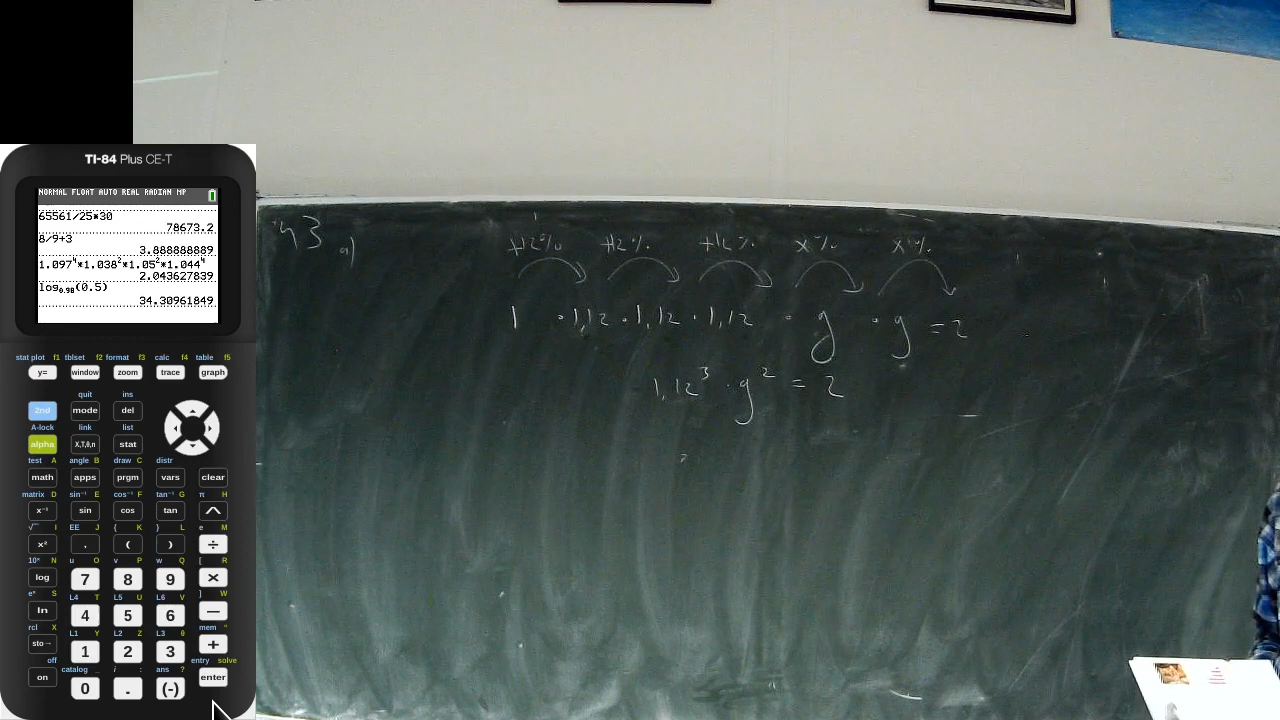 TI-84 Plus CE-T
NORMAL FLOAT AUTO REAL RADIAN MP
65561/25*30
78673.2
8/9+3
3.888888889
1.097⁴*1.038²*1.05²*1.044⁴
2.043627839
log₀.₉₈(0.5)
34.30961849
stat plot f1 tblset f2 format f3 calc f4 table f5
y= window zoom trace graph
quit ins
2nd mode del
A-lock link list
alpha X,T,θ,n stat
test A angle B draw C distr
math apps prgm vars clear
matrix D sin⁻¹ E cos⁻¹ F tan⁻¹ G π H
x⁻¹ sin cos tan ^
√‾ I EE J { K } L e M
x² . ( ) ÷
10ˣ N u O v P w Q [ R
log 7 8 9 ×
eˣ S L4 T L5 U L6 V ] W
ln 4 5 6 —
rcl X L1 Y L2 Z L3 θ mem "
sto→ 1 2 3 +
off catalog _ i : ans ? entry solve
on 0 . (-) enter
43 a)
+12% +12% +12% x% x%
1 · 1,12 · 1,12 · 1,12 · g · g = 2
1,12³ · g² = 2